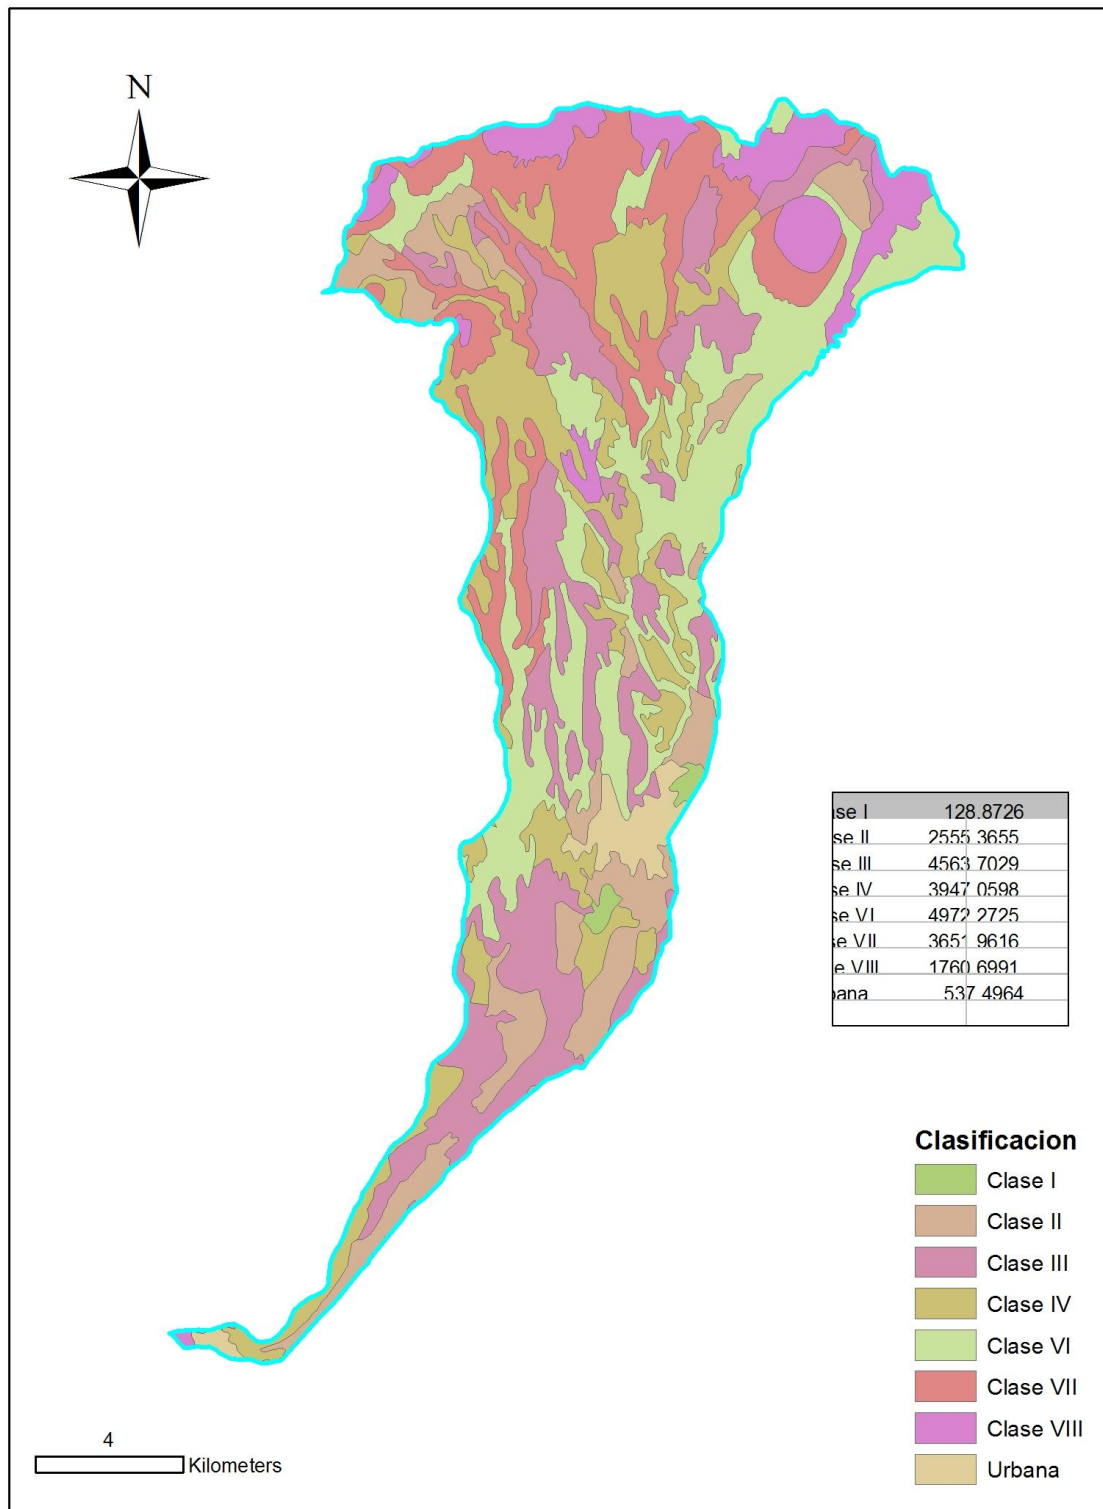 N
se I 128.8726
se II 2555.3655
se III 4563.7029
se IV 3947.0598
se VI 4972.2725
se VII 3651.9616
e VIII 1760.6991
bana 537.4964
Clasificacion
Clase I
Clase II
Clase III
Clase IV
Clase VI
Clase VII
Clase VIII
Urbana
4
Kilometers